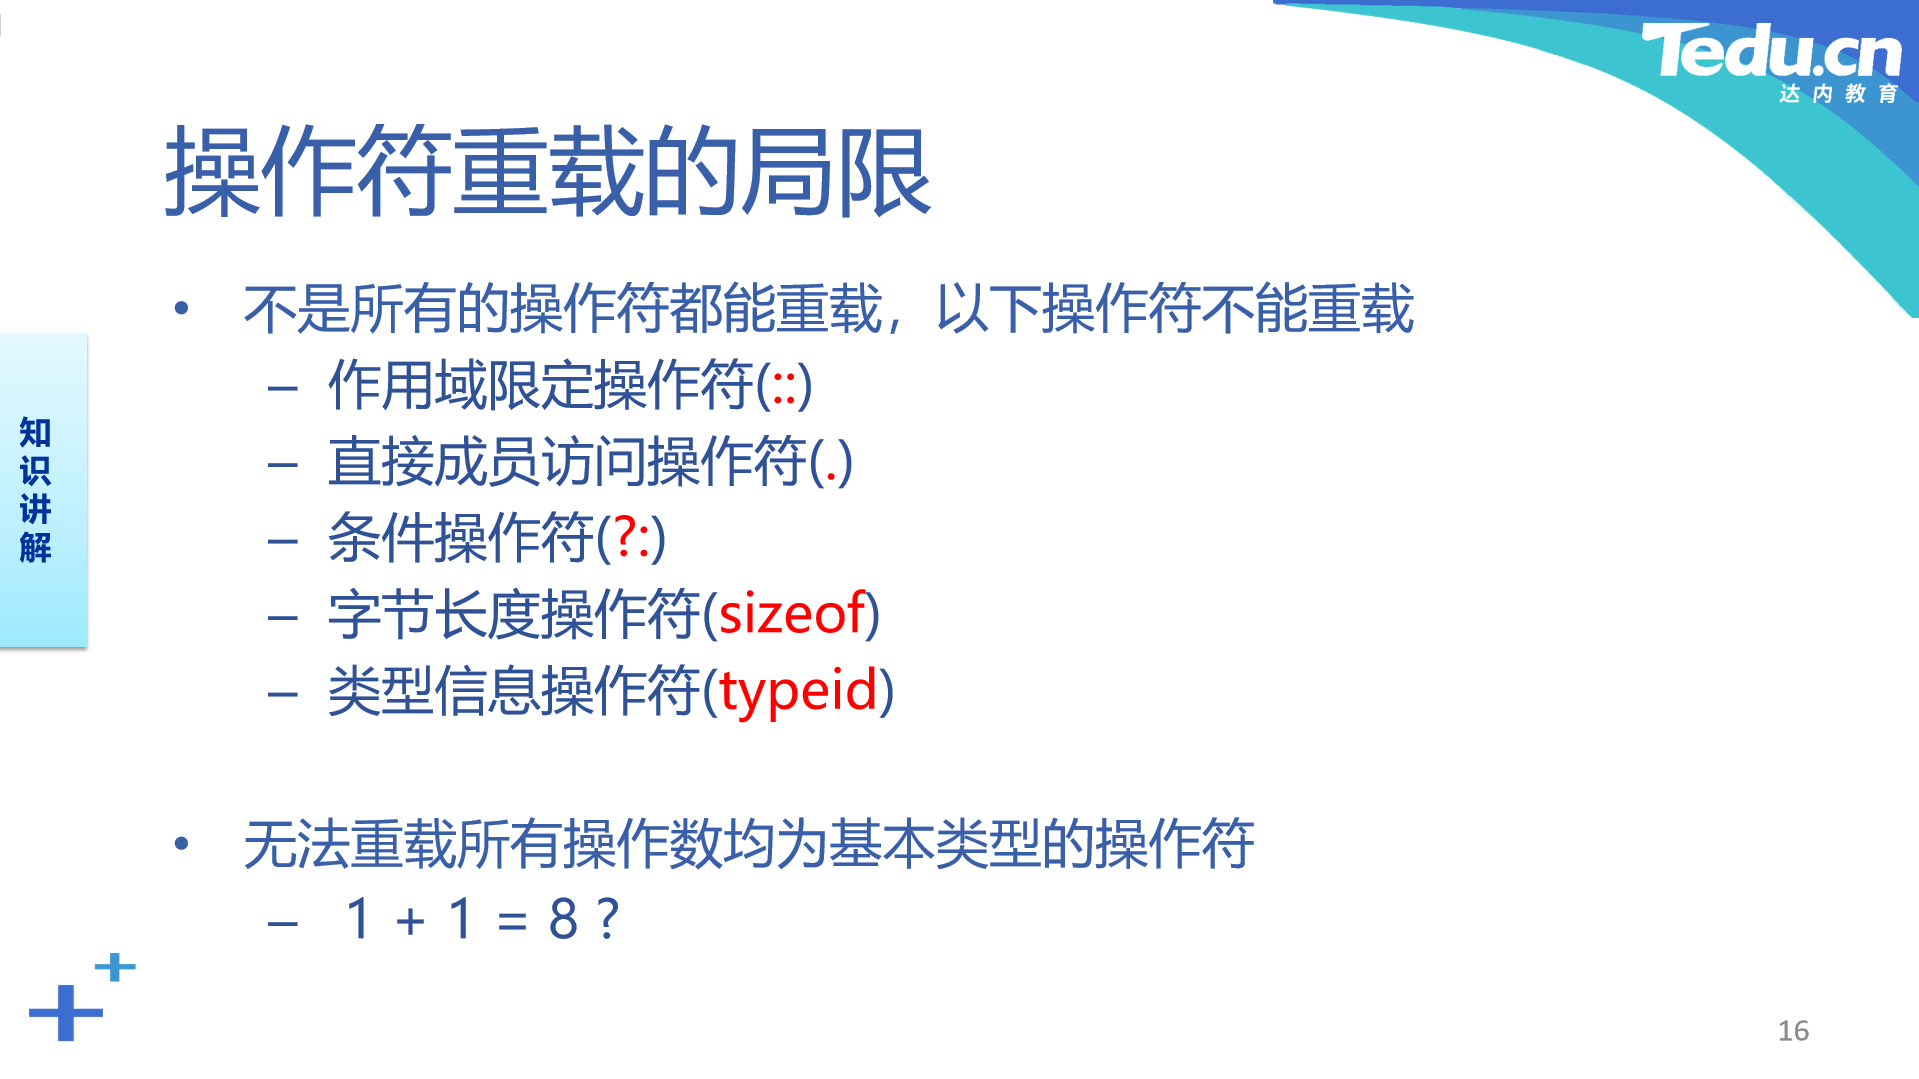 Tedu.cn
达内教育
操作符重载的局限
• 不是所有的操作符都能重载，以下操作符不能重载
– 作用域限定操作符(::)
– 直接成员访问操作符(.)
– 条件操作符(?:)
– 字节长度操作符(sizeof)
– 类型信息操作符(typeid)
• 无法重载所有操作数均为基本类型的操作符
– 1 + 1 = 8 ?
知识讲解
16